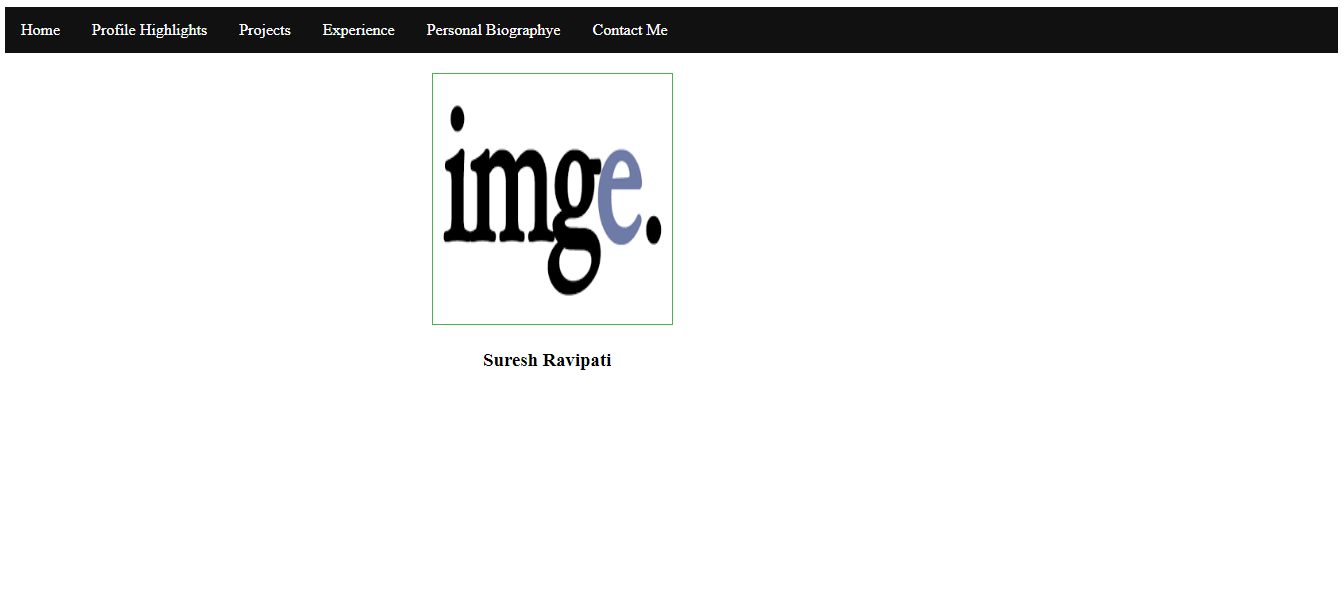 Home Profile Highlights Projects Experience Personal Biographye Contact Me
imge.
Suresh Ravipati